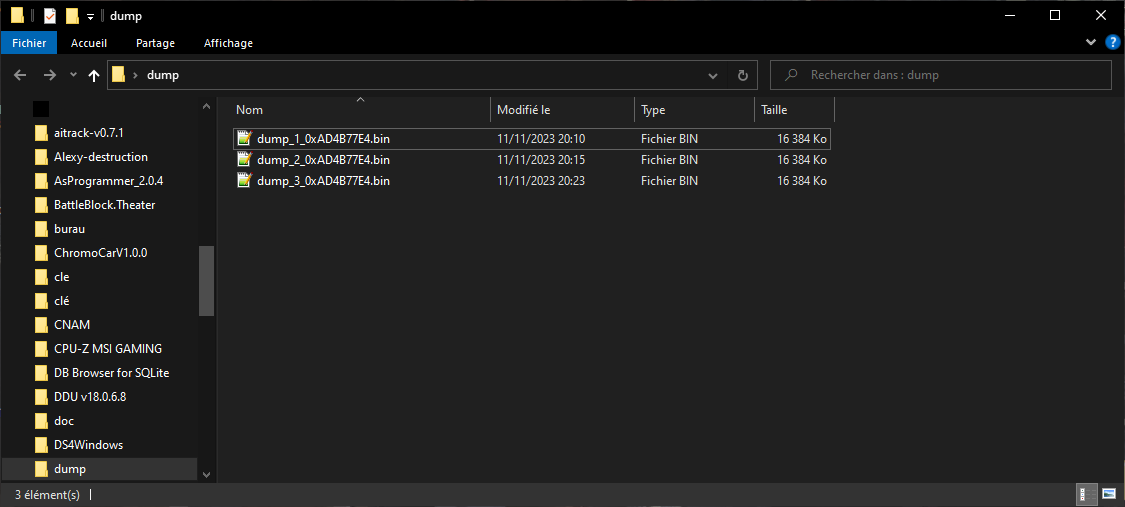 dump
Fichier Accueil Partage Affichage
dump Rechercher dans : dump
aitrack-v0.7.1
Alexy-destruction
AsProgrammer_2.0.4
BattleBlock.Theater
burau
ChromoCarV1.0.0
cle
clé
CNAM
CPU-Z MSI GAMING
DB Browser for SQLite
DDU v18.0.6.8
doc
DS4Windows
dump
Nom Modifié le Type Taille
dump_1_0xAD4B77E4.bin 11/11/2023 20:10 Fichier BIN 16 384 Ko
dump_2_0xAD4B77E4.bin 11/11/2023 20:15 Fichier BIN 16 384 Ko
dump_3_0xAD4B77E4.bin 11/11/2023 20:23 Fichier BIN 16 384 Ko
3 élément(s)